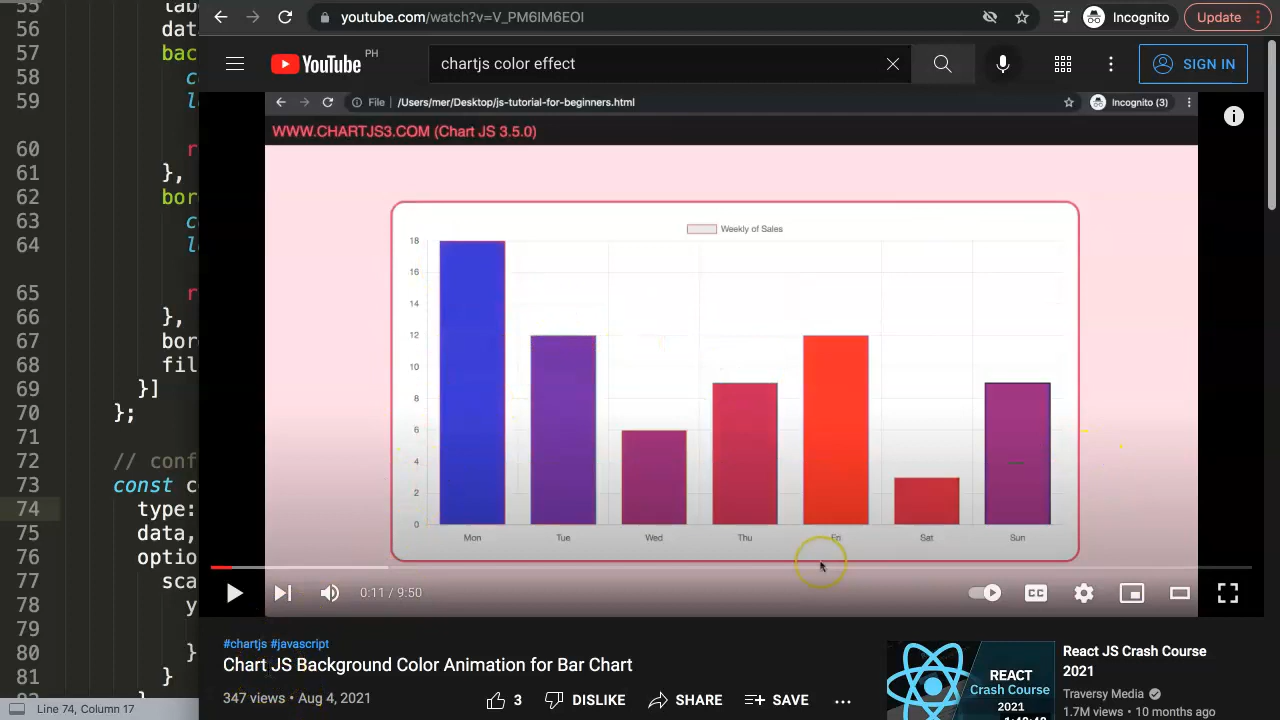 youtube.com/watch?v=V_PM6IM6EOI
Incognito
Update
YouTube PH
chartjs color effect
SIGN IN
File /Users/mer/Desktop/js-tutorial-for-beginners.html
Incognito (3)
WWW.CHARTJS3.COM (Chart JS 3.5.0)
Weekly of Sales
18
16
14
12
10
8
6
4
2
0
Mon Tue Wed Thu Fri Sat Sun
0:11 / 9:50
CC
#chartjs #javascript
Chart JS Background Color Animation for Bar Chart
347 views • Aug 4, 2021
3 DISLIKE SHARE SAVE
REACT
Crash Course
2021
React JS Crash Course
2021
Traversy Media
1.7M views • 10 months ago
55 lab
56 dat
57 bac
58 c
59 l
60 r
61 },
62 bor
63 c
64 l
65 r
66 },
67 bor
68 fil
69 }]
70 };
71
72 // conf
73 const c
74 type:
75 data,
76 optio
77 sca
78 y
79
80 }
81 }
Line 74, Column 17